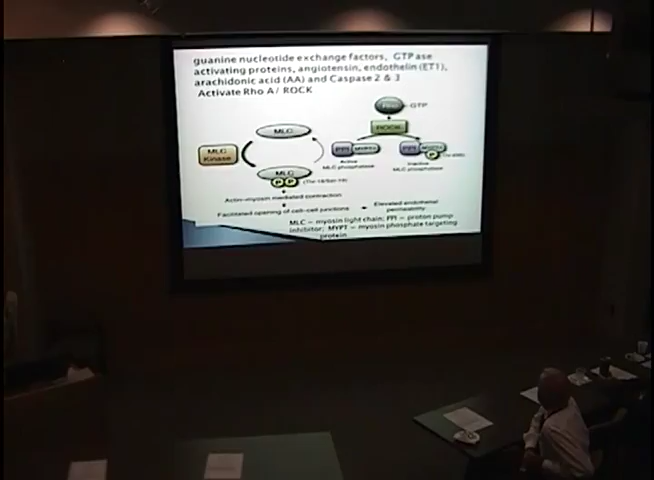 guanine nucleotide exchange factors, GTPase
activating proteins, angiotensin, endothelin (ET1),
arachidonic acid (AA) and Caspase 2 & 3
Activate Rho A/ ROCK
GTP
MLC
ROCK
MLC
Kinase
PPI
PPI
Active
MLC phosphatase
Inactive
MLC phosphatase
MLC
P P
P
Actin-myosin mediated contraction
Facilitated opening of cell-cell junctions
Elevated endothelial
permeability
MLC – myosin light chain; PPI – proton pump
inhibitor; MYPT – myosin phosphate targeting
protein